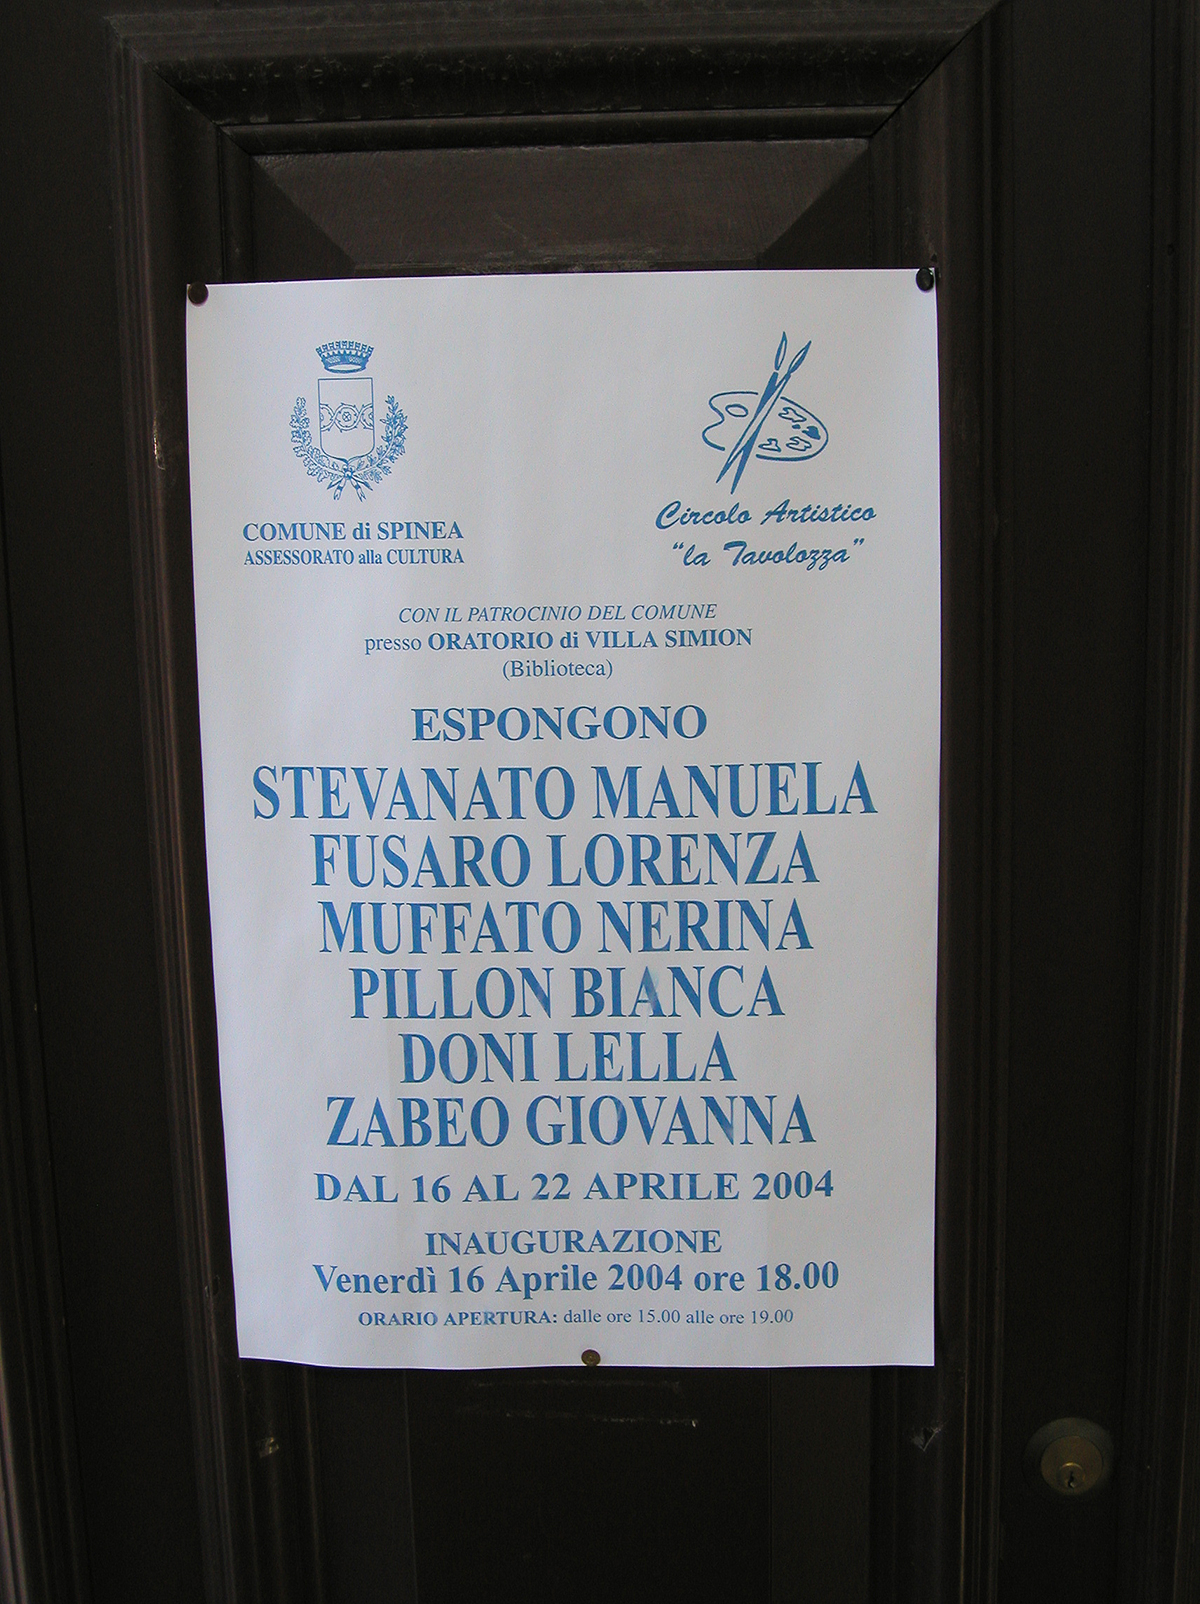 COMUNE di SPINEA
ASSESSORATO alla CULTURA
Circolo Artistico
"la Tavolozza"
CON IL PATROCINIO DEL COMUNE
presso ORATORIO di VILLA SIMION
(Biblioteca)
ESPONGONO
STEVANATO MANUELA
FUSARO LORENZA
MUFFATO NERINA
PILLON BIANCA
DONI LELLA
ZABEO GIOVANNA
DAL 16 AL 22 APRILE 2004
INAUGURAZIONE
Venerdì 16 Aprile 2004 ore 18.00
ORARIO APERTURA: dalle ore 15.00 alle ore 19.00